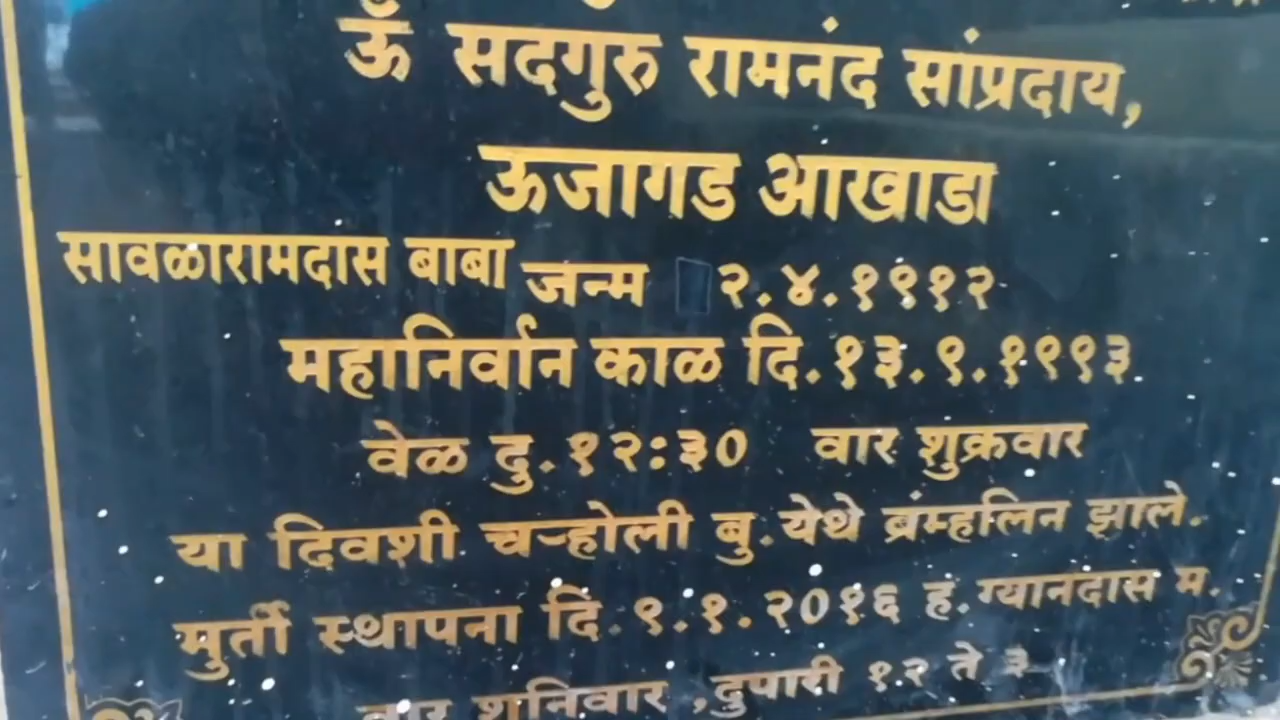 ऊँ सदगुरु रामनंद सांप्रदाय,
ऊजागड आखाडा
सावळारामदास बाबा जन्म २.४.१९१२
महानिर्वान काळ दि.१३.९.१९९३
वेळ दु.१२:३० वार शुक्रवार
या दिवशी चऱ्होली बु.येथे ब्रंम्हलिन झाले.
मुर्ती स्थापना दि.९.१.२०१६ ह.ग्यानदास म.
वार शनिवार ,दुपारी १२ ते ३